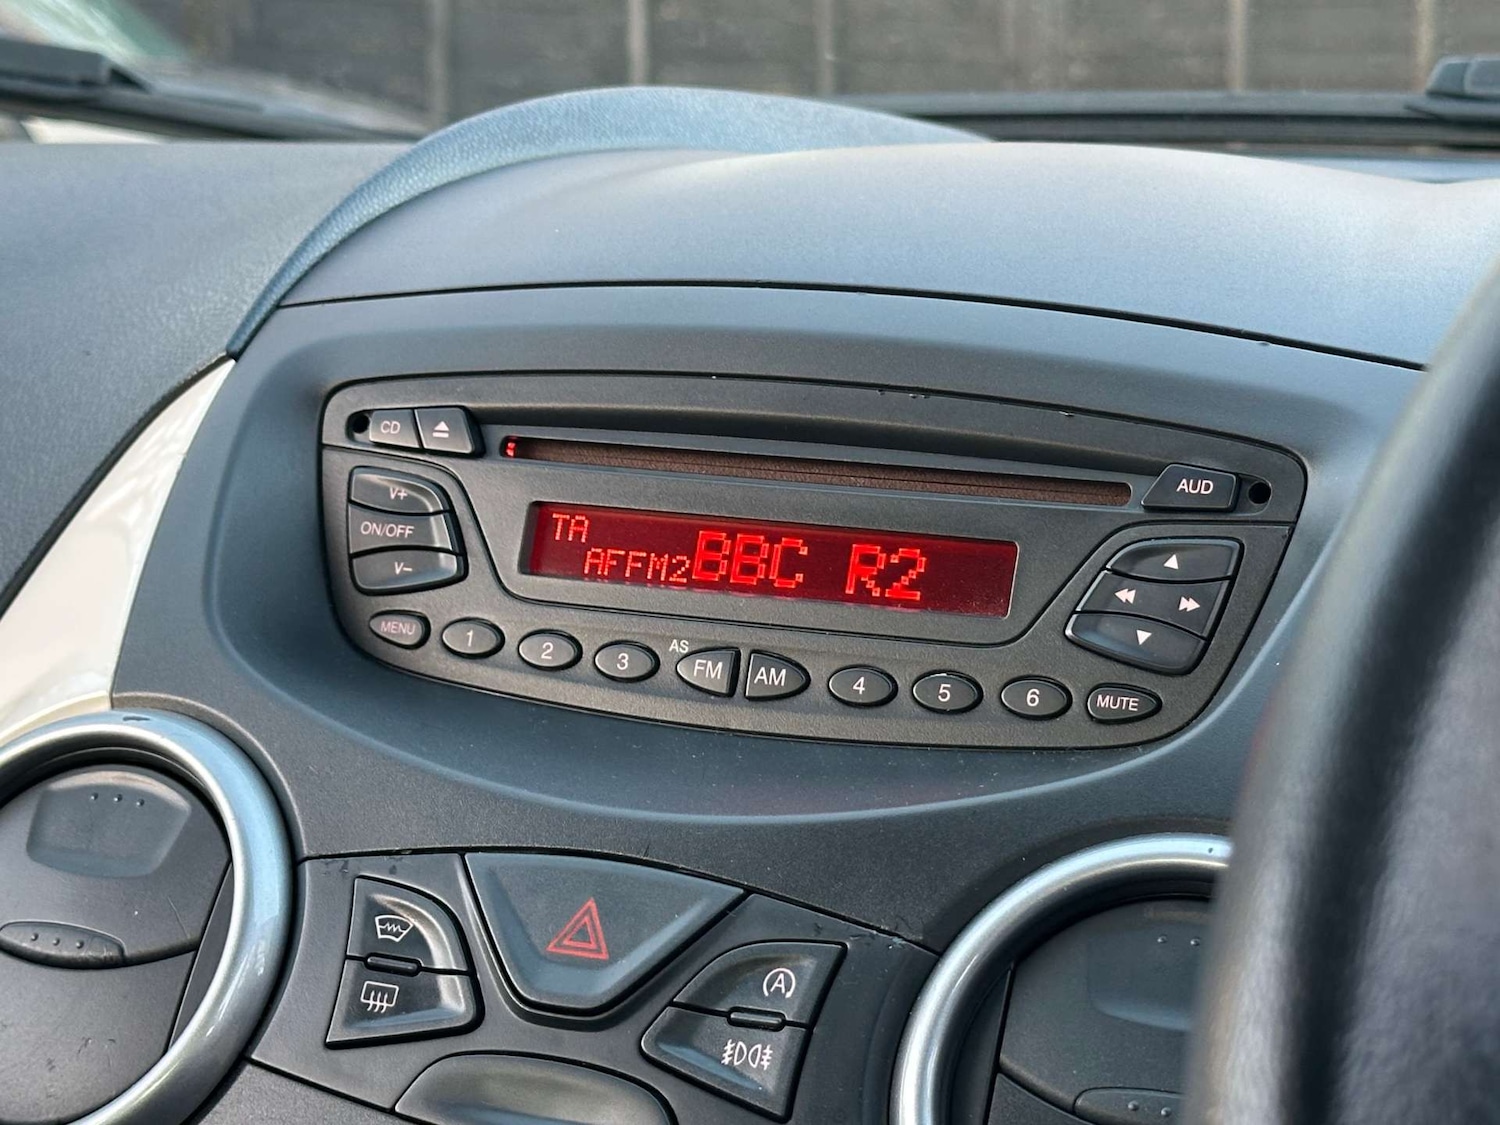 CD
AUD
V+
ON/OFF
V-
TA
AFFM2 BBC R2
MENU
1
2
3
AS
FM
AM
4
5
6
MUTE
A